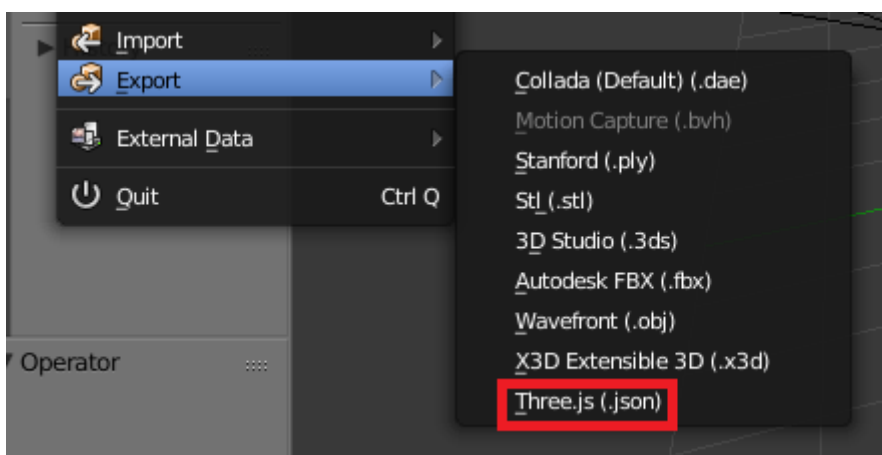 Import
Export
External Data
Quit Ctrl Q
Collada (Default) (.dae)
Motion Capture (.bvh)
Stanford (.ply)
Stl (.stl)
3D Studio (.3ds)
Autodesk FBX (.fbx)
Wavefront (.obj)
X3D Extensible 3D (.x3d)
Three.js (.json)
Operator